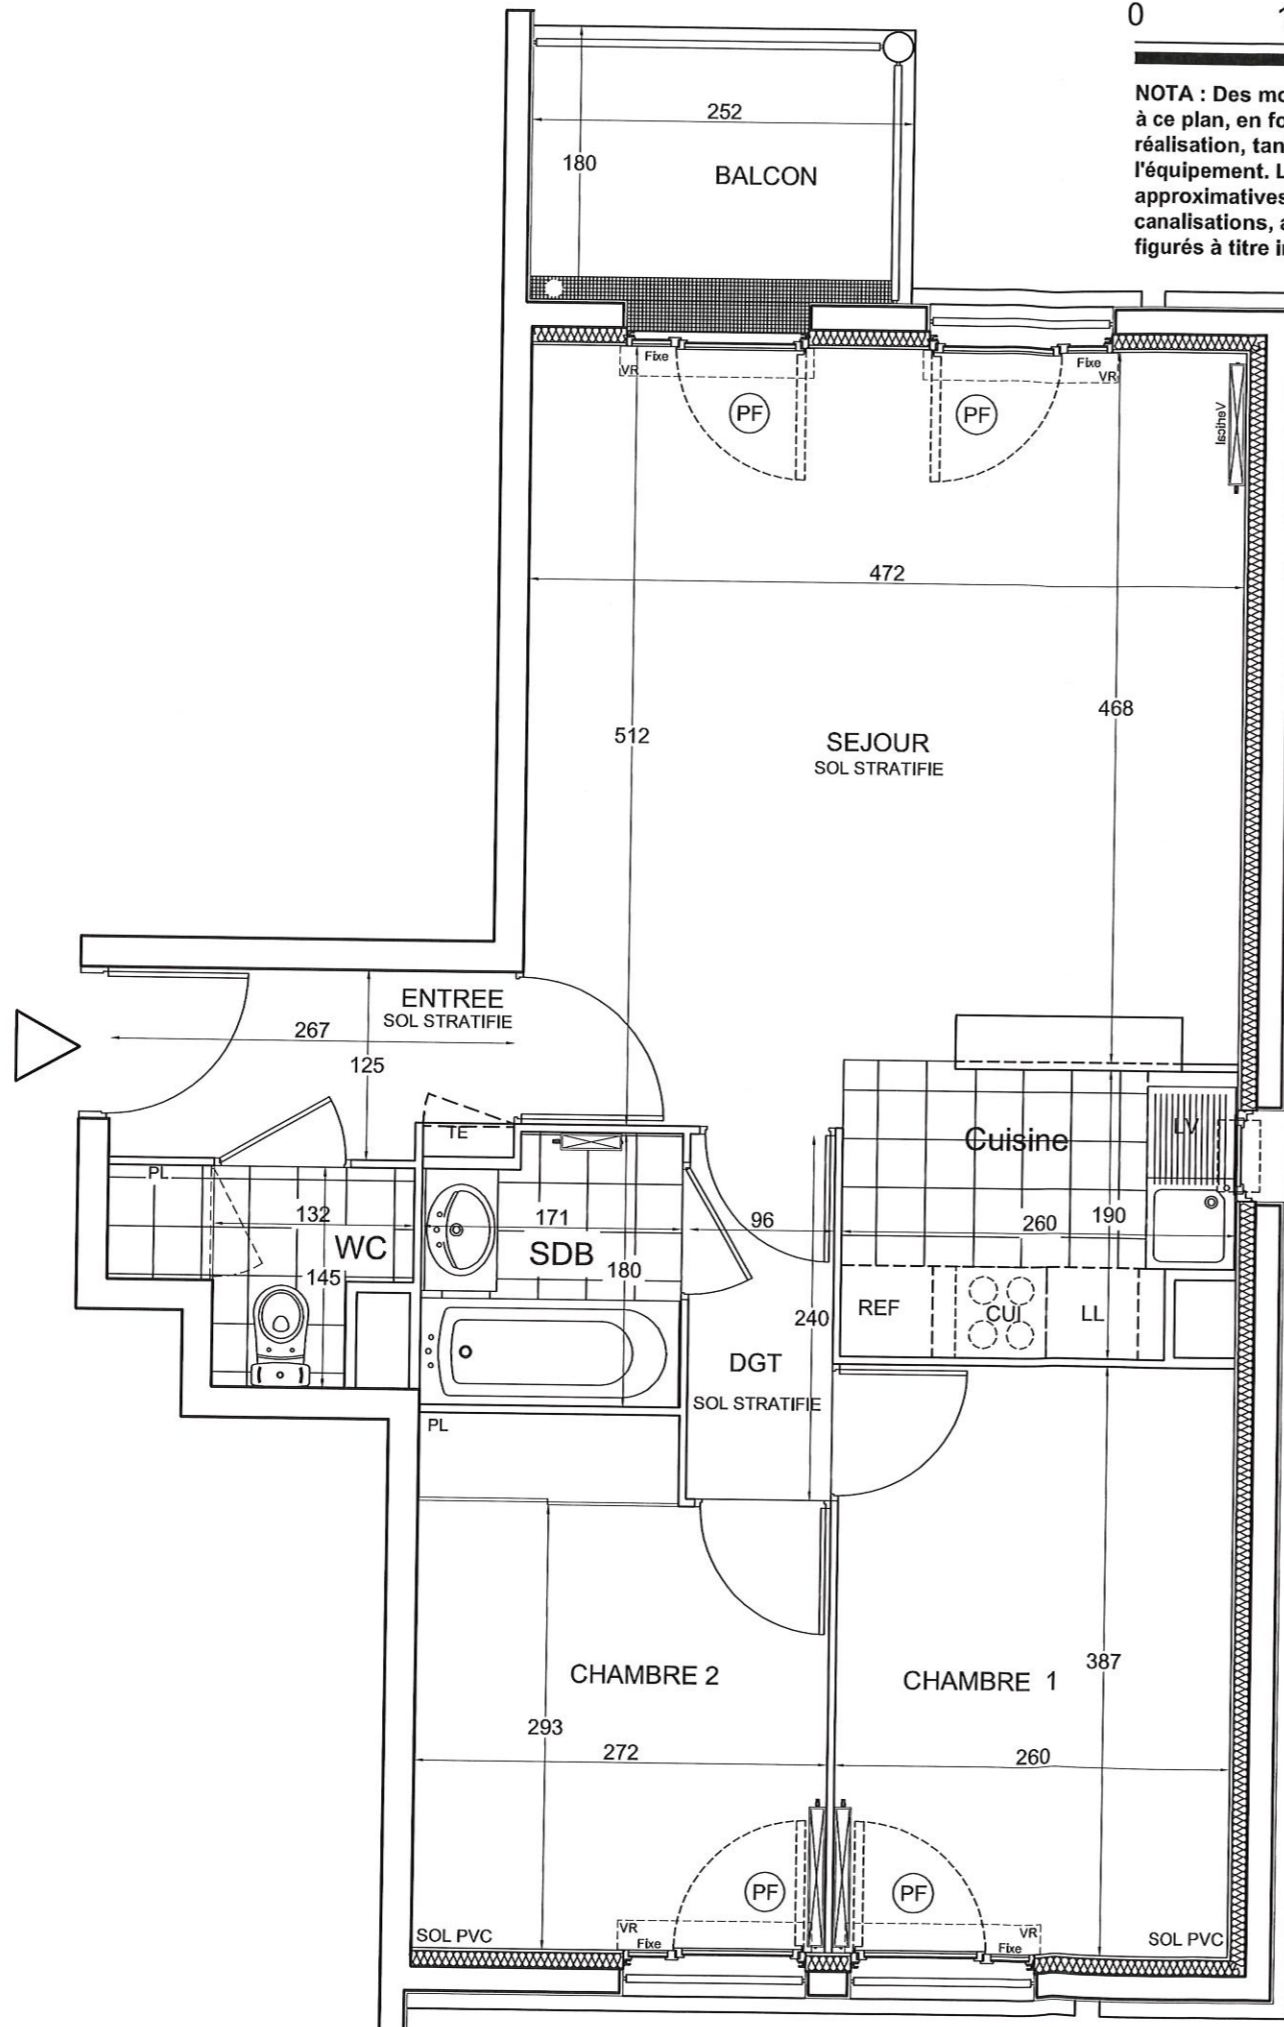 0
NOTA : Des mo
à ce plan, en fo
réalisation, tan
l'équipement. L
approximatives
canalisations, a
figurés à titre i
252
180
BALCON
Fixe
VR
Fixe
VR
PF
PF
Vertical
472
512
468
SEJOUR
SOL STRATIFIE
ENTREE
SOL STRATIFIE
267
125
TE
PL
LV
Cuisine
132
171
96
260
190
WC
SDB
145
180
240
REF
CUI
LL
DGT
SOL STRATIFIE
PL
CHAMBRE 2
CHAMBRE 1
387
293
272
260
PF
PF
VR
Fixe
VR
Fixe
SOL PVC
SOL PVC